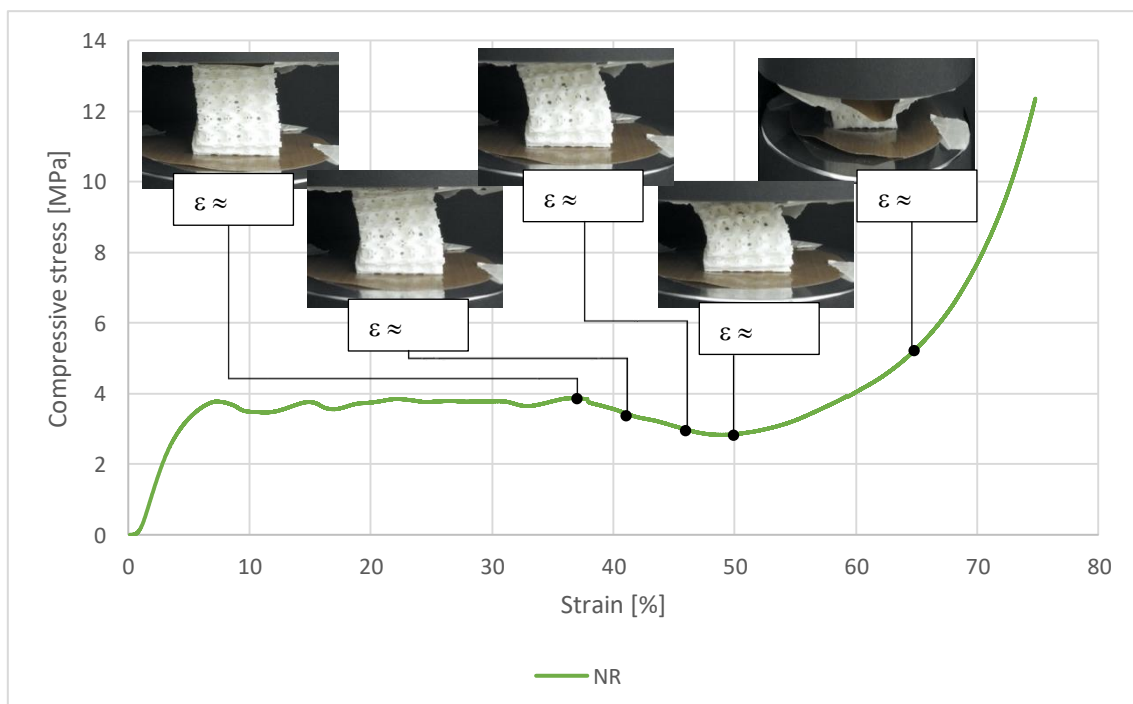 14
12
10
8
6
4
2
0
Compressive stress [MPa]
ε ≈
ε ≈
ε ≈
ε ≈
ε ≈
0 10 20 30 40 50 60 70 80
Strain [%]
NR